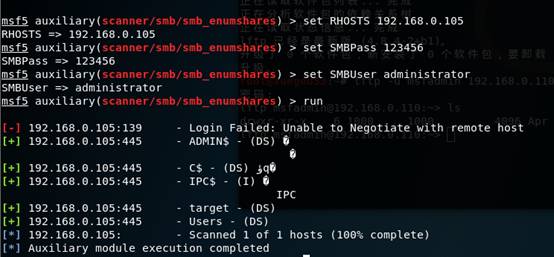 msf5 auxiliary(scanner/smb/smb_enumshares) > set RHOSTS 192.168.0.105
RHOSTS => 192.168.0.105
msf5 auxiliary(scanner/smb/smb_enumshares) > set SMBPass 123456
SMBPass => 123456
msf5 auxiliary(scanner/smb/smb_enumshares) > set SMBUser administrator
SMBUser => administrator
msf5 auxiliary(scanner/smb/smb_enumshares) > run
[-] 192.168.0.105:139 - Login Failed: Unable to Negotiate with remote host
[+] 192.168.0.105:445 - ADMIN$ - (DS) �
�
[+] 192.168.0.105:445 - C$ - (DS) ؤq�
[+] 192.168.0.105:445 - IPC$ - (I) �
IPC
[+] 192.168.0.105:445 - target - (DS)
[+] 192.168.0.105:445 - Users - (DS)
[*] 192.168.0.105: - Scanned 1 of 1 hosts (100% complete)
[*] Auxiliary module execution completed